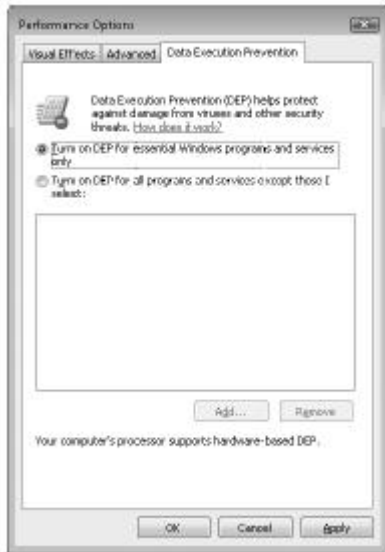 Performance Options
Visual Effects
Advanced
Data Execution Prevention
Data Execution Prevention (DEP) helps protect
against damage from viruses and other security
threats. How does it work?
Turn on DEP for essential Windows programs and services
only
Turn on DEP for all programs and services except those I
select:
Add...
Remove
Your computer's processor supports hardware-based DEP.
OK
Cancel
Apply